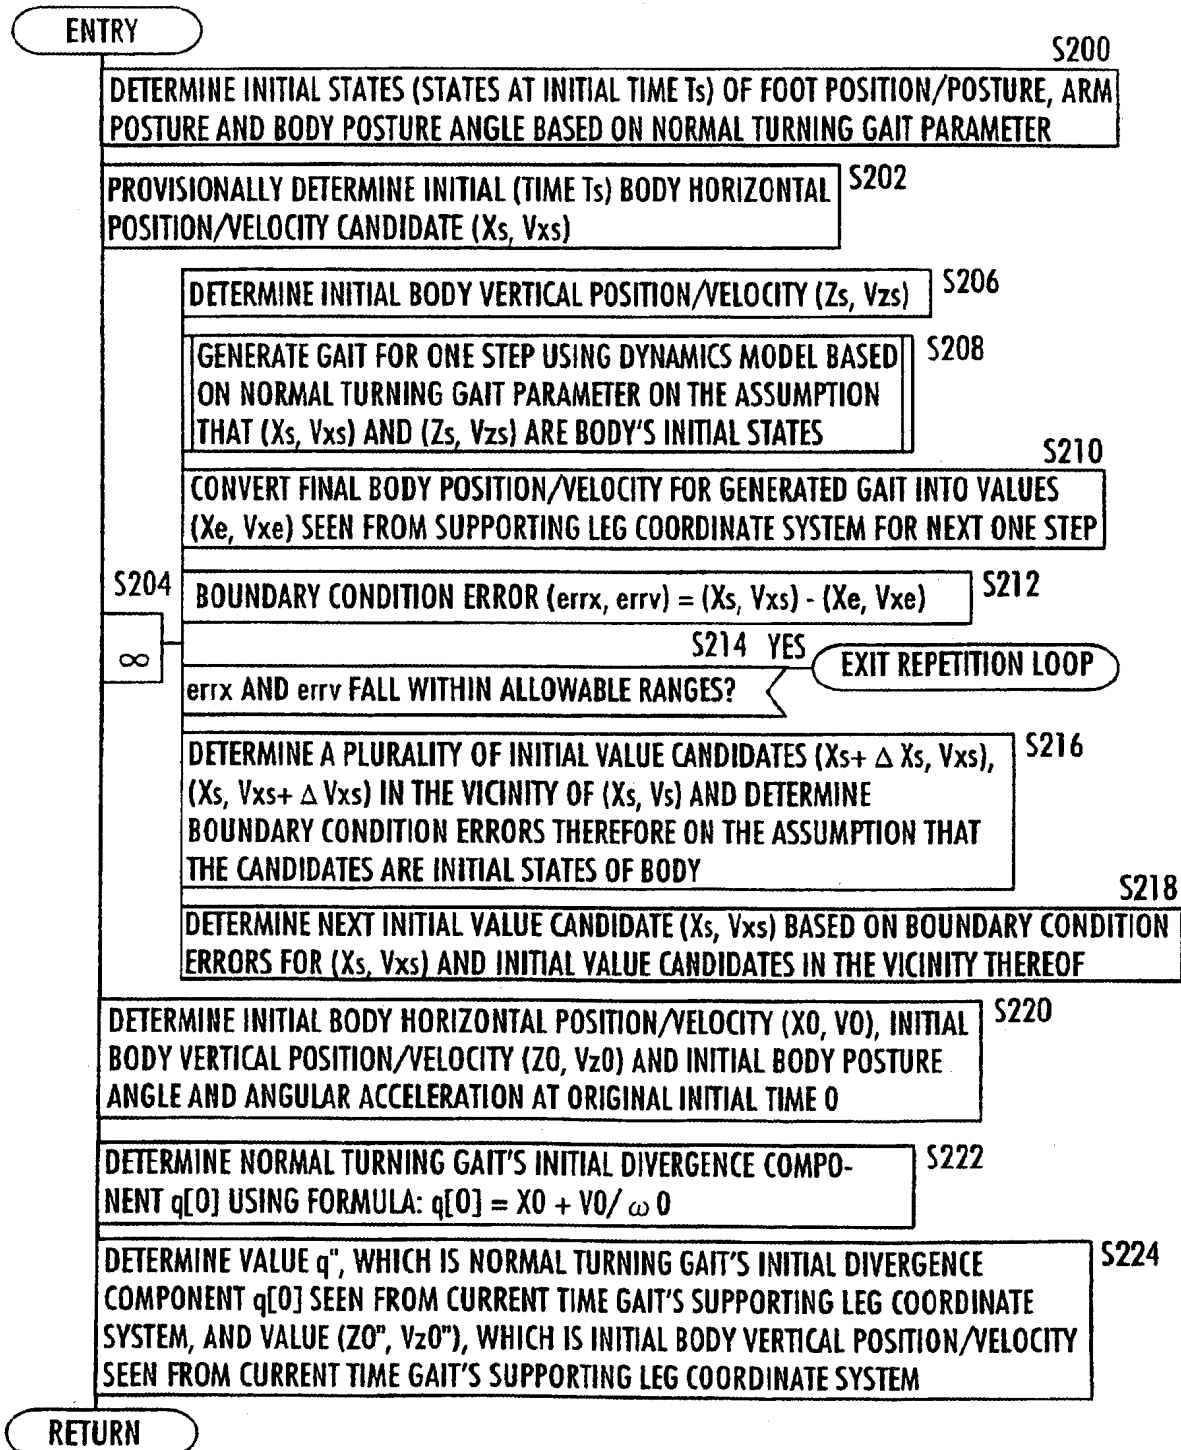 ENTRY
S200
DETERMINE INITIAL STATES (STATES AT INITIAL TIME Ts) OF FOOT POSITION/POSTURE, ARM
POSTURE AND BODY POSTURE ANGLE BASED ON NORMAL TURNING GAIT PARAMETER
PROVISIONALLY DETERMINE INITIAL (TIME Ts) BODY HORIZONTAL
POSITION/VELOCITY CANDIDATE (Xs, Vxs)
S202
DETERMINE INITIAL BODY VERTICAL POSITION/VELOCITY (Zs, Vzs)
S206
GENERATE GAIT FOR ONE STEP USING DYNAMICS MODEL BASED
ON NORMAL TURNING GAIT PARAMETER ON THE ASSUMPTION
THAT (Xs, Vxs) AND (Zs, Vzs) ARE BODY'S INITIAL STATES
S208
S210
CONVERT FINAL BODY POSITION/VELOCITY FOR GENERATED GAIT INTO VALUES
(Xe, Vxe) SEEN FROM SUPPORTING LEG COORDINATE SYSTEM FOR NEXT ONE STEP
S204
∞
BOUNDARY CONDITION ERROR (errx, errv) = (Xs, Vxs) - (Xe, Vxe)
S212
S214 YES
EXIT REPETITION LOOP
errx AND errv FALL WITHIN ALLOWABLE RANGES?
DETERMINE A PLURALITY OF INITIAL VALUE CANDIDATES (Xs+ Δ Xs, Vxs),
(Xs, Vxs+ Δ Vxs) IN THE VICINITY OF (Xs, Vs) AND DETERMINE
BOUNDARY CONDITION ERRORS THEREFORE ON THE ASSUMPTION THAT
THE CANDIDATES ARE INITIAL STATES OF BODY
S216
S218
DETERMINE NEXT INITIAL VALUE CANDIDATE (Xs, Vxs) BASED ON BOUNDARY CONDITION
ERRORS FOR (Xs, Vxs) AND INITIAL VALUE CANDIDATES IN THE VICINITY THEREOF
DETERMINE INITIAL BODY HORIZONTAL POSITION/VELOCITY (X0, V0), INITIAL
BODY VERTICAL POSITION/VELOCITY (Z0, Vz0) AND INITIAL BODY POSTURE
ANGLE AND ANGULAR ACCELERATION AT ORIGINAL INITIAL TIME 0
S220
DETERMINE NORMAL TURNING GAIT'S INITIAL DIVERGENCE COMPO-
NENT q[0] USING FORMULA: q[0] = X0 + V0/ ω 0
S222
DETERMINE VALUE q", WHICH IS NORMAL TURNING GAIT'S INITIAL DIVERGENCE
COMPONENT q[0] SEEN FROM CURRENT TIME GAIT'S SUPPORTING LEG COORDINATE
SYSTEM, AND VALUE (Z0", Vz0"), WHICH IS INITIAL BODY VERTICAL POSITION/VELOCITY
SEEN FROM CURRENT TIME GAIT'S SUPPORTING LEG COORDINATE SYSTEM
S224
RETURN